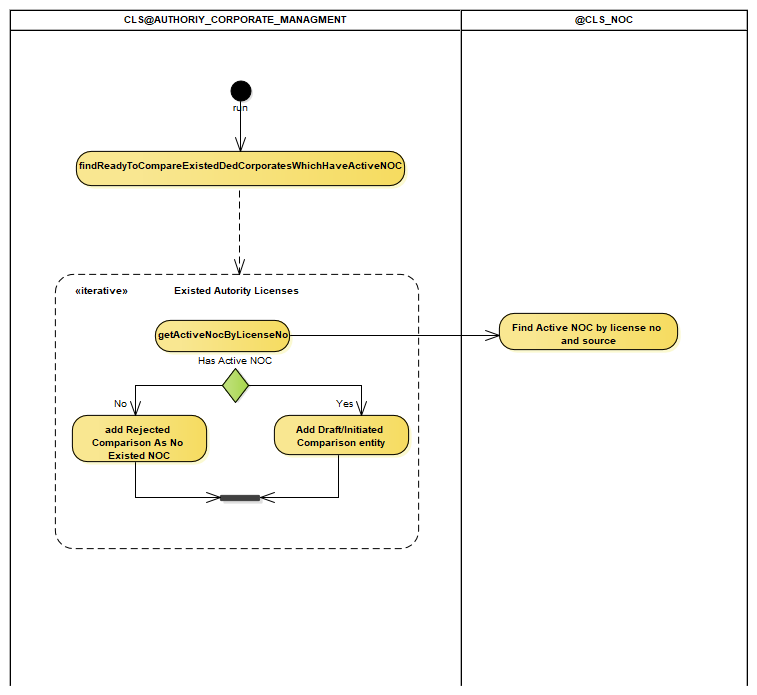 CLS@AUTHORIY_CORPORATE_MANAGMENT
@CLS_NOC
run
findReadyToCompareExistedDedCorporatesWhichHaveActiveNOC
«iterative»
Existed Autority Licenses
getActiveNocByLicenseNo
Find Active NOC by license no
and source
Has Active NOC
No
Yes
add Rejected
Comparison As No
Existed NOC
Add Draft/Initiated
Comparison entity